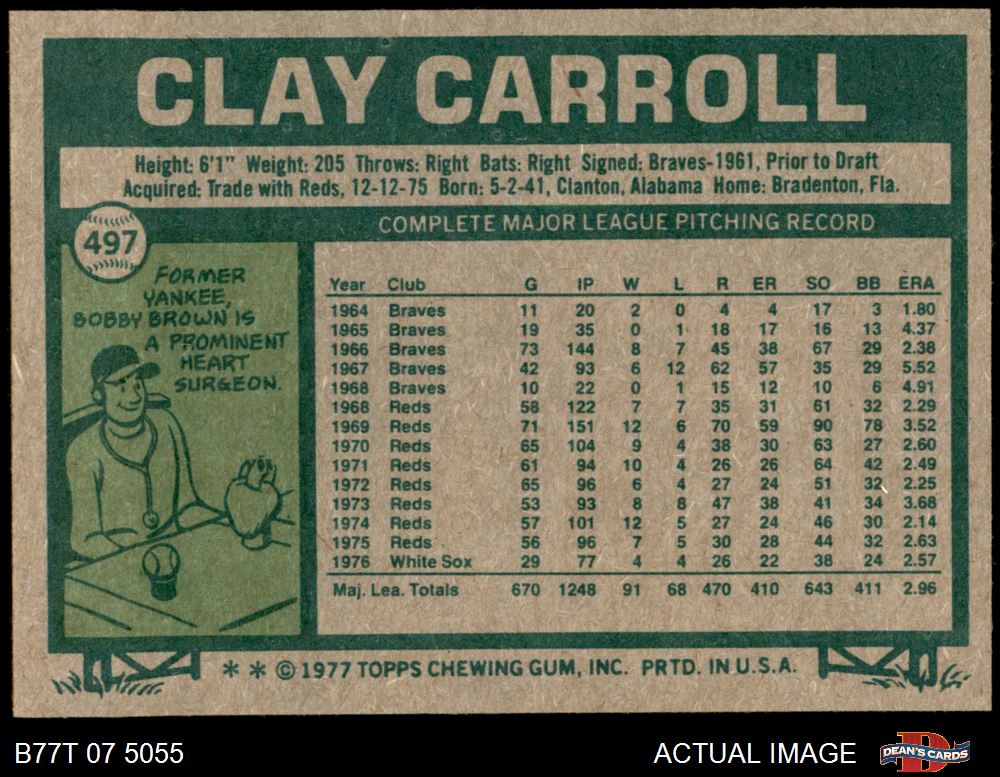 CLAY CARROLL
Height: 6'1" Weight: 205 Throws: Right Bats: Right Signed: Braves-1961, Prior to Draft
Acquired: Trade with Reds, 12-12-75 Born: 5-2-41, Clanton, Alabama Home: Bradenton, Fla.
COMPLETE MAJOR LEAGUE PITCHING RECORD
497
FORMER
YANKEE,
BOBBY BROWN IS
A PROMINENT
HEART
SURGEON.
Year Club G IP W L R ER SO BB ERA
1964 Braves 11 20 2 0 4 4 17 3 1.80
1965 Braves 19 35 0 1 18 17 16 13 4.37
1966 Braves 73 144 8 7 45 38 67 29 2.38
1967 Braves 42 93 6 12 62 57 35 29 5.52
1968 Braves 10 22 0 1 15 12 10 6 4.91
1968 Reds 58 122 7 7 35 31 61 32 2.29
1969 Reds 71 151 12 6 70 59 90 78 3.52
1970 Reds 65 104 9 4 38 30 63 27 2.60
1971 Reds 61 94 10 4 26 26 64 42 2.49
1972 Reds 65 96 6 4 27 24 51 32 2.25
1973 Reds 53 93 8 8 47 38 41 34 3.68
1974 Reds 57 101 12 5 27 24 46 30 2.14
1975 Reds 56 96 7 5 30 28 44 32 2.63
1976 White Sox 29 77 4 4 26 22 38 24 2.57
Maj. Lea. Totals 670 1248 91 68 470 410 643 411 2.96
* * © 1977 TOPPS CHEWING GUM, INC. PRTD. IN U.S.A.
B77T 07 5055 ACTUAL IMAGE DEAN'S CARDS